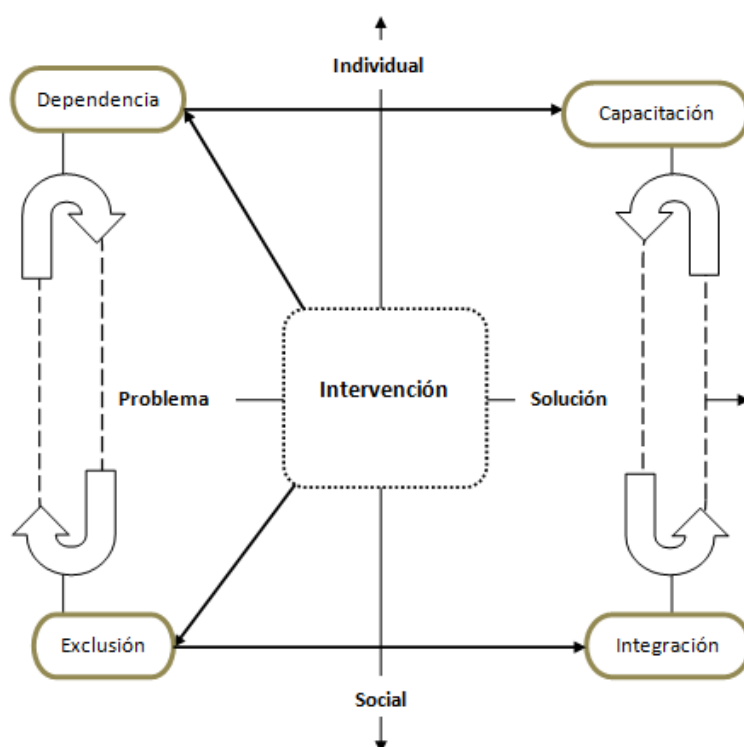 Individual
Dependencia
Capacitación
Problema
Intervención
Solución
Exclusión
Integración
Social